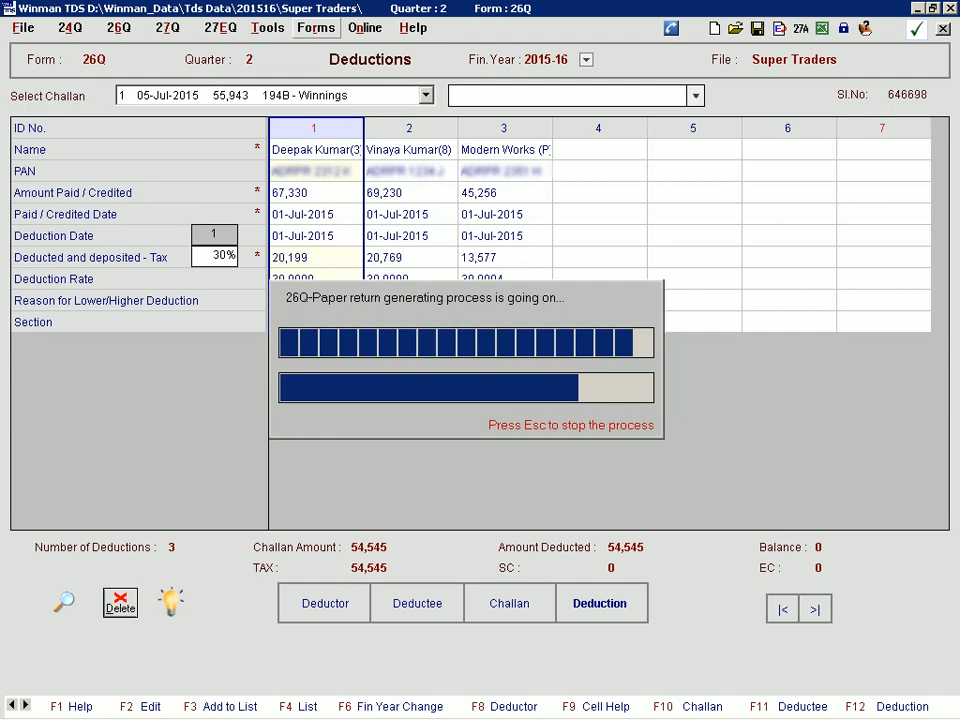 Winman TDS D:\Winman_Data\Tds Data\201516\Super Traders\ Quarter : 2 Form : 26Q
File 24Q 26Q 27Q 27EQ Tools Forms Online Help 27A
Form : 26Q Quarter : 2 Deductions Fin.Year : 2015-16 File : Super Traders
Select Challan 1 05-Jul-2015 55,943 194B - Winnings Sl.No: 646698
ID No. 1 2 3 4 5 6 7
Name * Deepak Kumar(3) Vinaya Kumar(8) Modern Works (P)
PAN
Amount Paid / Credited * 67,330 69,230 45,256
Paid / Credited Date * 01-Jul-2015 01-Jul-2015 01-Jul-2015
Deduction Date 1 01-Jul-2015 01-Jul-2015 01-Jul-2015
Deducted and deposited - Tax 30% * 20,199 20,769 13,577
Deduction Rate
Reason for Lower/Higher Deduction
Section
26Q-Paper return generating process is going on...
Press Esc to stop the process
Number of Deductions : 3 Challan Amount : 54,545 Amount Deducted : 54,545 Balance : 0
TAX : 54,545 SC : 0 EC : 0
Delete Deductor Deductee Challan Deduction |< >|
F1 Help F2 Edit F3 Add to List F4 List F6 Fin Year Change F8 Deductor F9 Cell Help F10 Challan F11 Deductee F12 Deduction